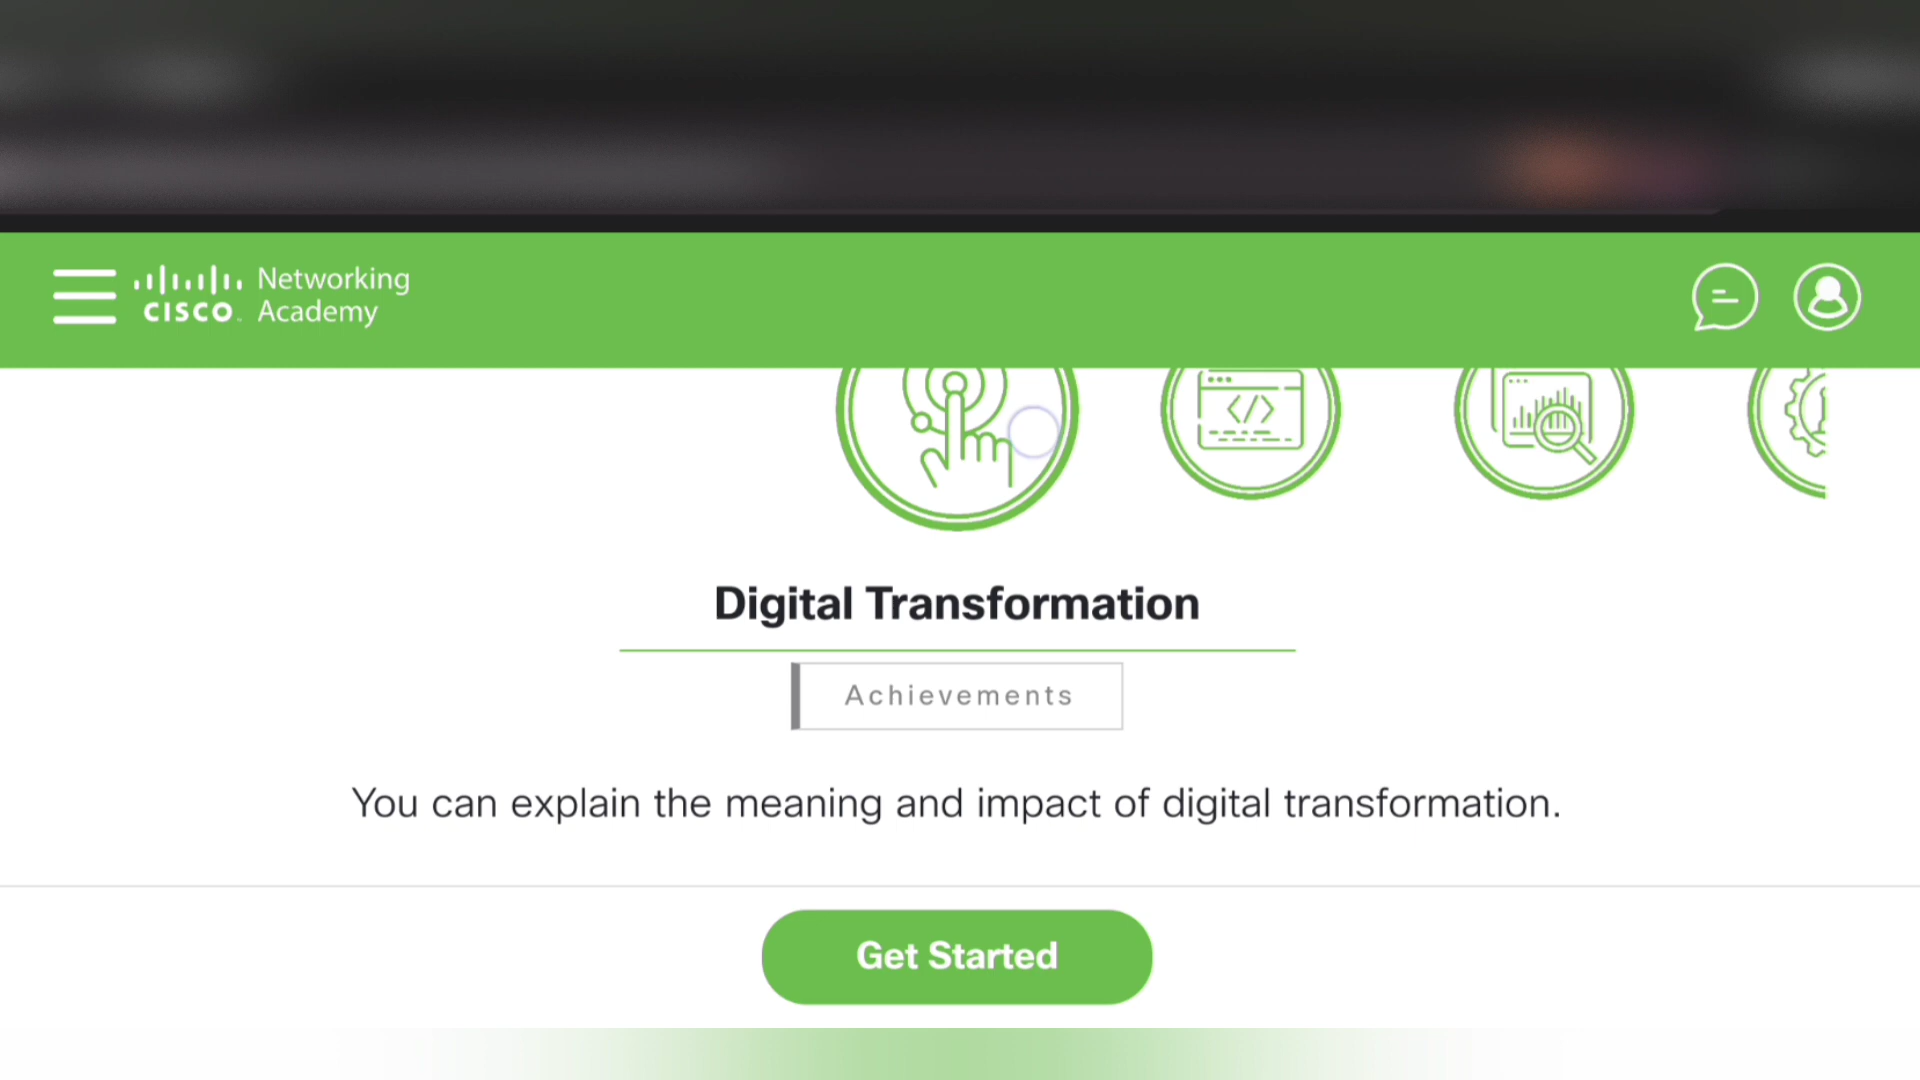 Networking
CISCO Academy
</>
Digital Transformation
Achievements
You can explain the meaning and impact of digital transformation.
Get Started